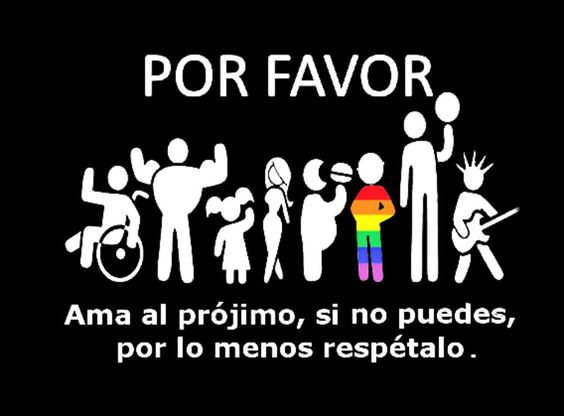 POR FAVOR
Ama al prójimo, si no puedes,
por lo menos respétalo.